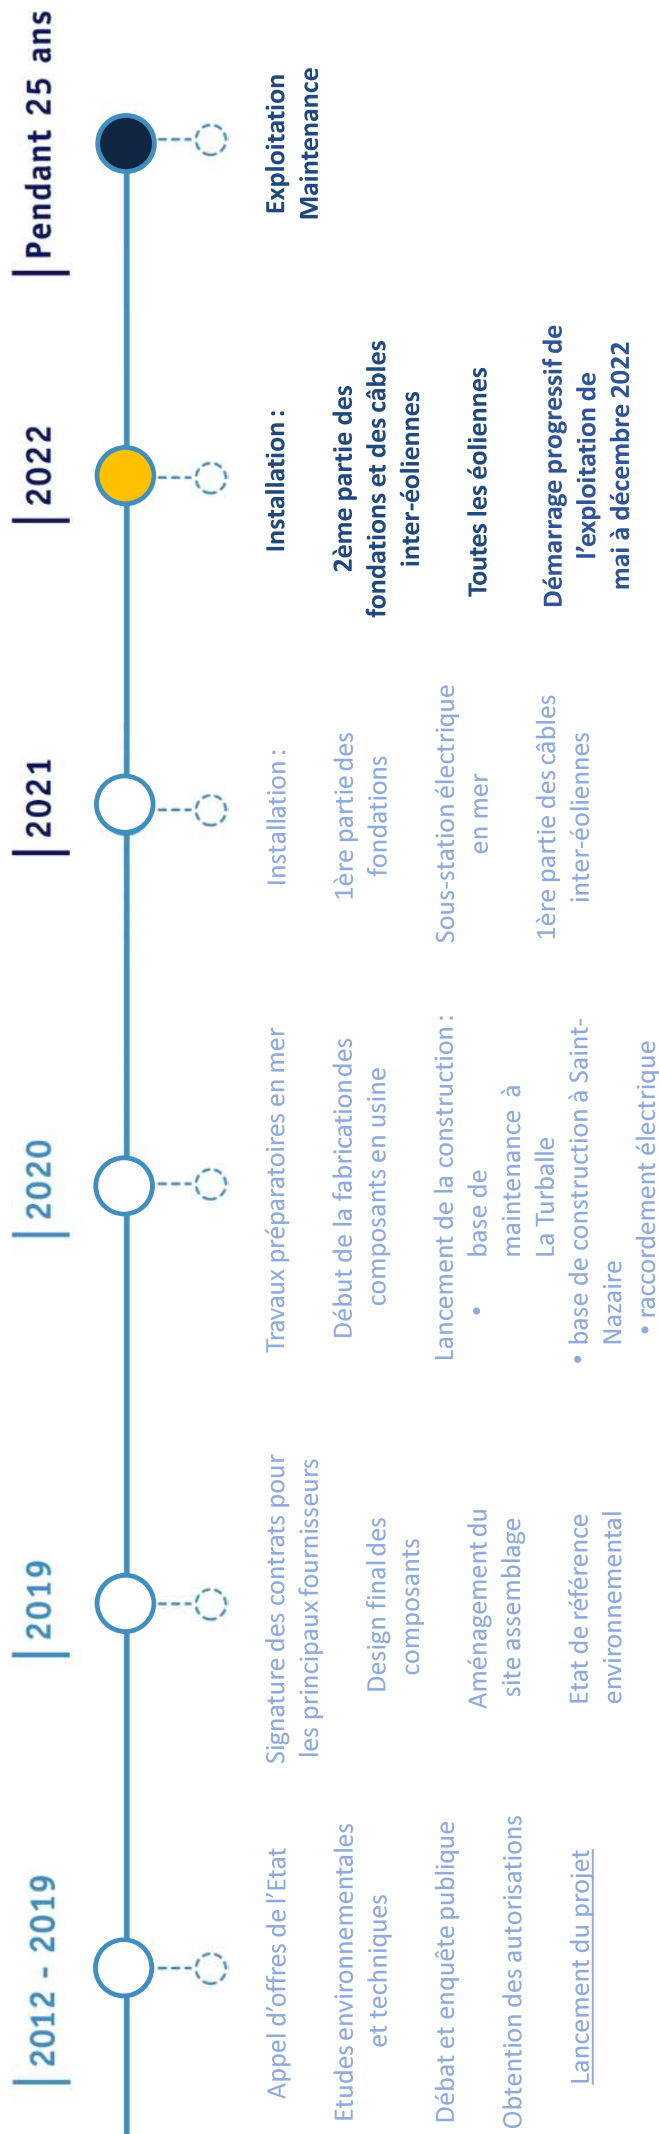 2012 - 2019
Appel d'offres de l'Etat
Etudes environnementales
et techniques
Débat et enquête publique
Obtention des autorisations
Lancement du projet
2019
Signature des contrats pour
les principaux fournisseurs
Design final des
composants
Aménagement du
site assemblage
Etat de référence
environnemental
2020
Travaux préparatoires en mer
Début de la fabrication des
composants en usine
Lancement de la construction :
• base de
maintenance à
La Turballe
• base de construction à Saint-
Nazaire
• raccordement électrique
2021
Installation :
1ère partie des
fondations
Sous-station électrique
en mer
1ère partie des câbles
inter-éoliennes
2022
Installation :
2ème partie des
fondations et des câbles
inter-éoliennes
Toutes les éoliennes
Démarrage progressif de
l'exploitation de
mai à décembre 2022
Pendant 25 ans
Exploitation
Maintenance